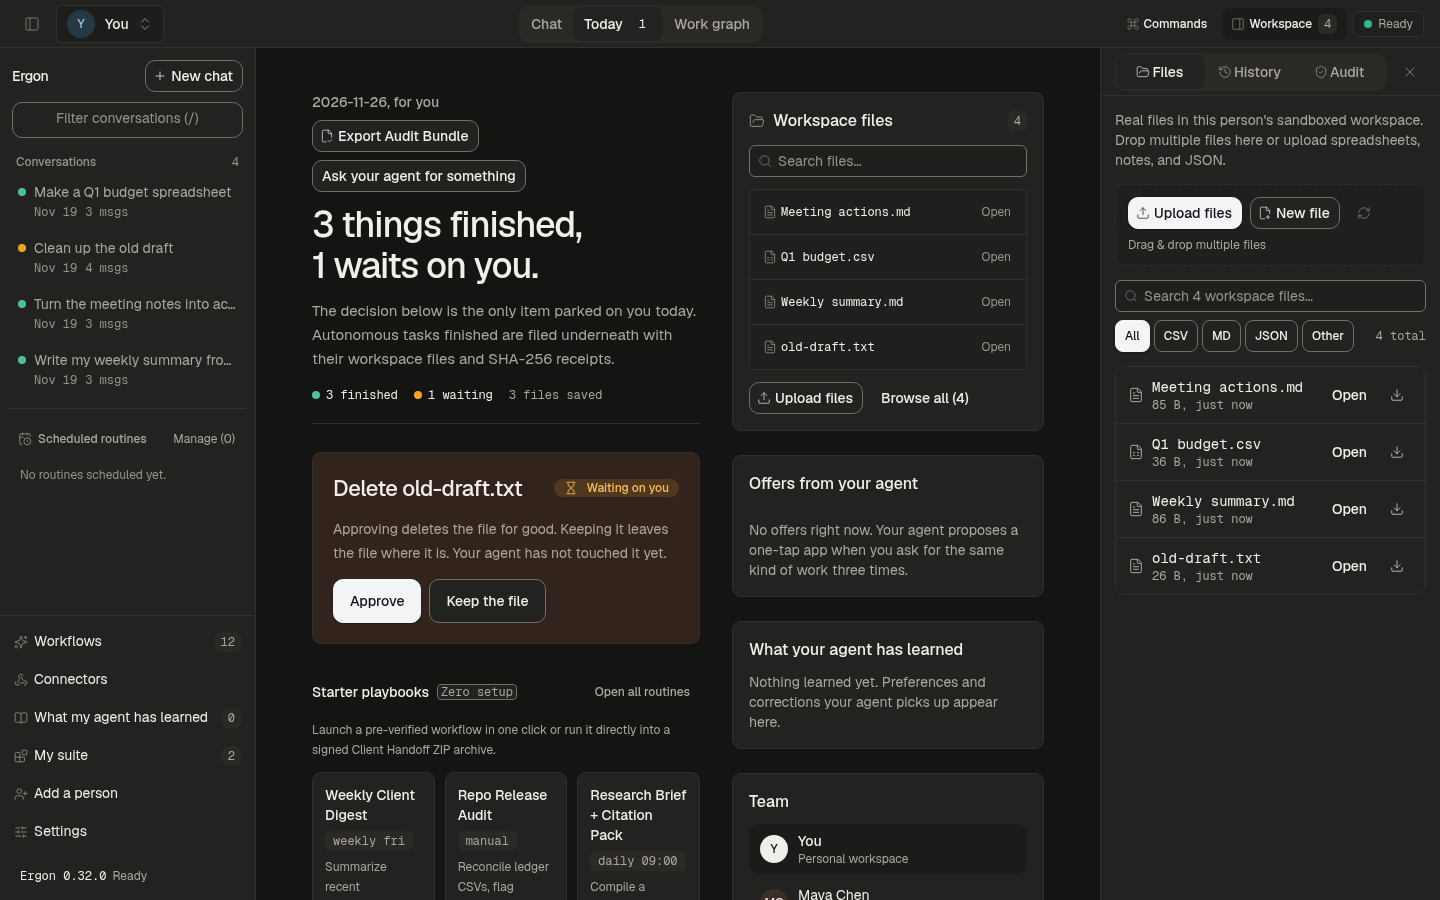 Y You
Chat Today 1 Work graph
Commands
Workspace 4
Ready
Ergon
New chat
Filter conversations (/)
Conversations 4
Make a Q1 budget spreadsheet
Nov 19 3 msgs
Clean up the old draft
Nov 19 4 msgs
Turn the meeting notes into ac...
Nov 19 3 msgs
Write my weekly summary fro...
Nov 19 3 msgs
Scheduled routines Manage (0)
No routines scheduled yet.
Workflows 12
Connectors
What my agent has learned 0
My suite 2
Add a person
Settings
Ergon 0.32.0 Ready
2026-11-26, for you
Export Audit Bundle
Ask your agent for something
3 things finished,
1 waits on you.
The decision below is the only item parked on you today.
Autonomous tasks finished are filed underneath with
their workspace files and SHA-256 receipts.
3 finished 1 waiting 3 files saved
Delete old-draft.txt Waiting on you
Approving deletes the file for good. Keeping it leaves
the file where it is. Your agent has not touched it yet.
Approve Keep the file
Starter playbooks Zero setup Open all routines
Launch a pre-verified workflow in one click or run it directly into a
signed Client Handoff ZIP archive.
Weekly Client
Digest
weekly fri
Summarize
recent
Repo Release
Audit
manual
Reconcile ledger
CSVs, flag
Research Brief
+ Citation
Pack
daily 09:00
Compile a
Workspace files 4
Search files...
Meeting actions.md Open
Q1 budget.csv Open
Weekly summary.md Open
old-draft.txt Open
Upload files Browse all (4)
Offers from your agent
No offers right now. Your agent proposes a
one-tap app when you ask for the same
kind of work three times.
What your agent has learned
Nothing learned yet. Preferences and
corrections your agent picks up appear
here.
Team
Y You
Personal workspace
Maya Chen
Files History Audit
Real files in this person's sandboxed workspace.
Drop multiple files here or upload spreadsheets,
notes, and JSON.
Upload files New file
Drag & drop multiple files
Search 4 workspace files...
All CSV MD JSON Other 4 total
Meeting actions.md
85 B, just now
Open
Q1 budget.csv
36 B, just now
Open
Weekly summary.md
86 B, just now
Open
old-draft.txt
26 B, just now
Open